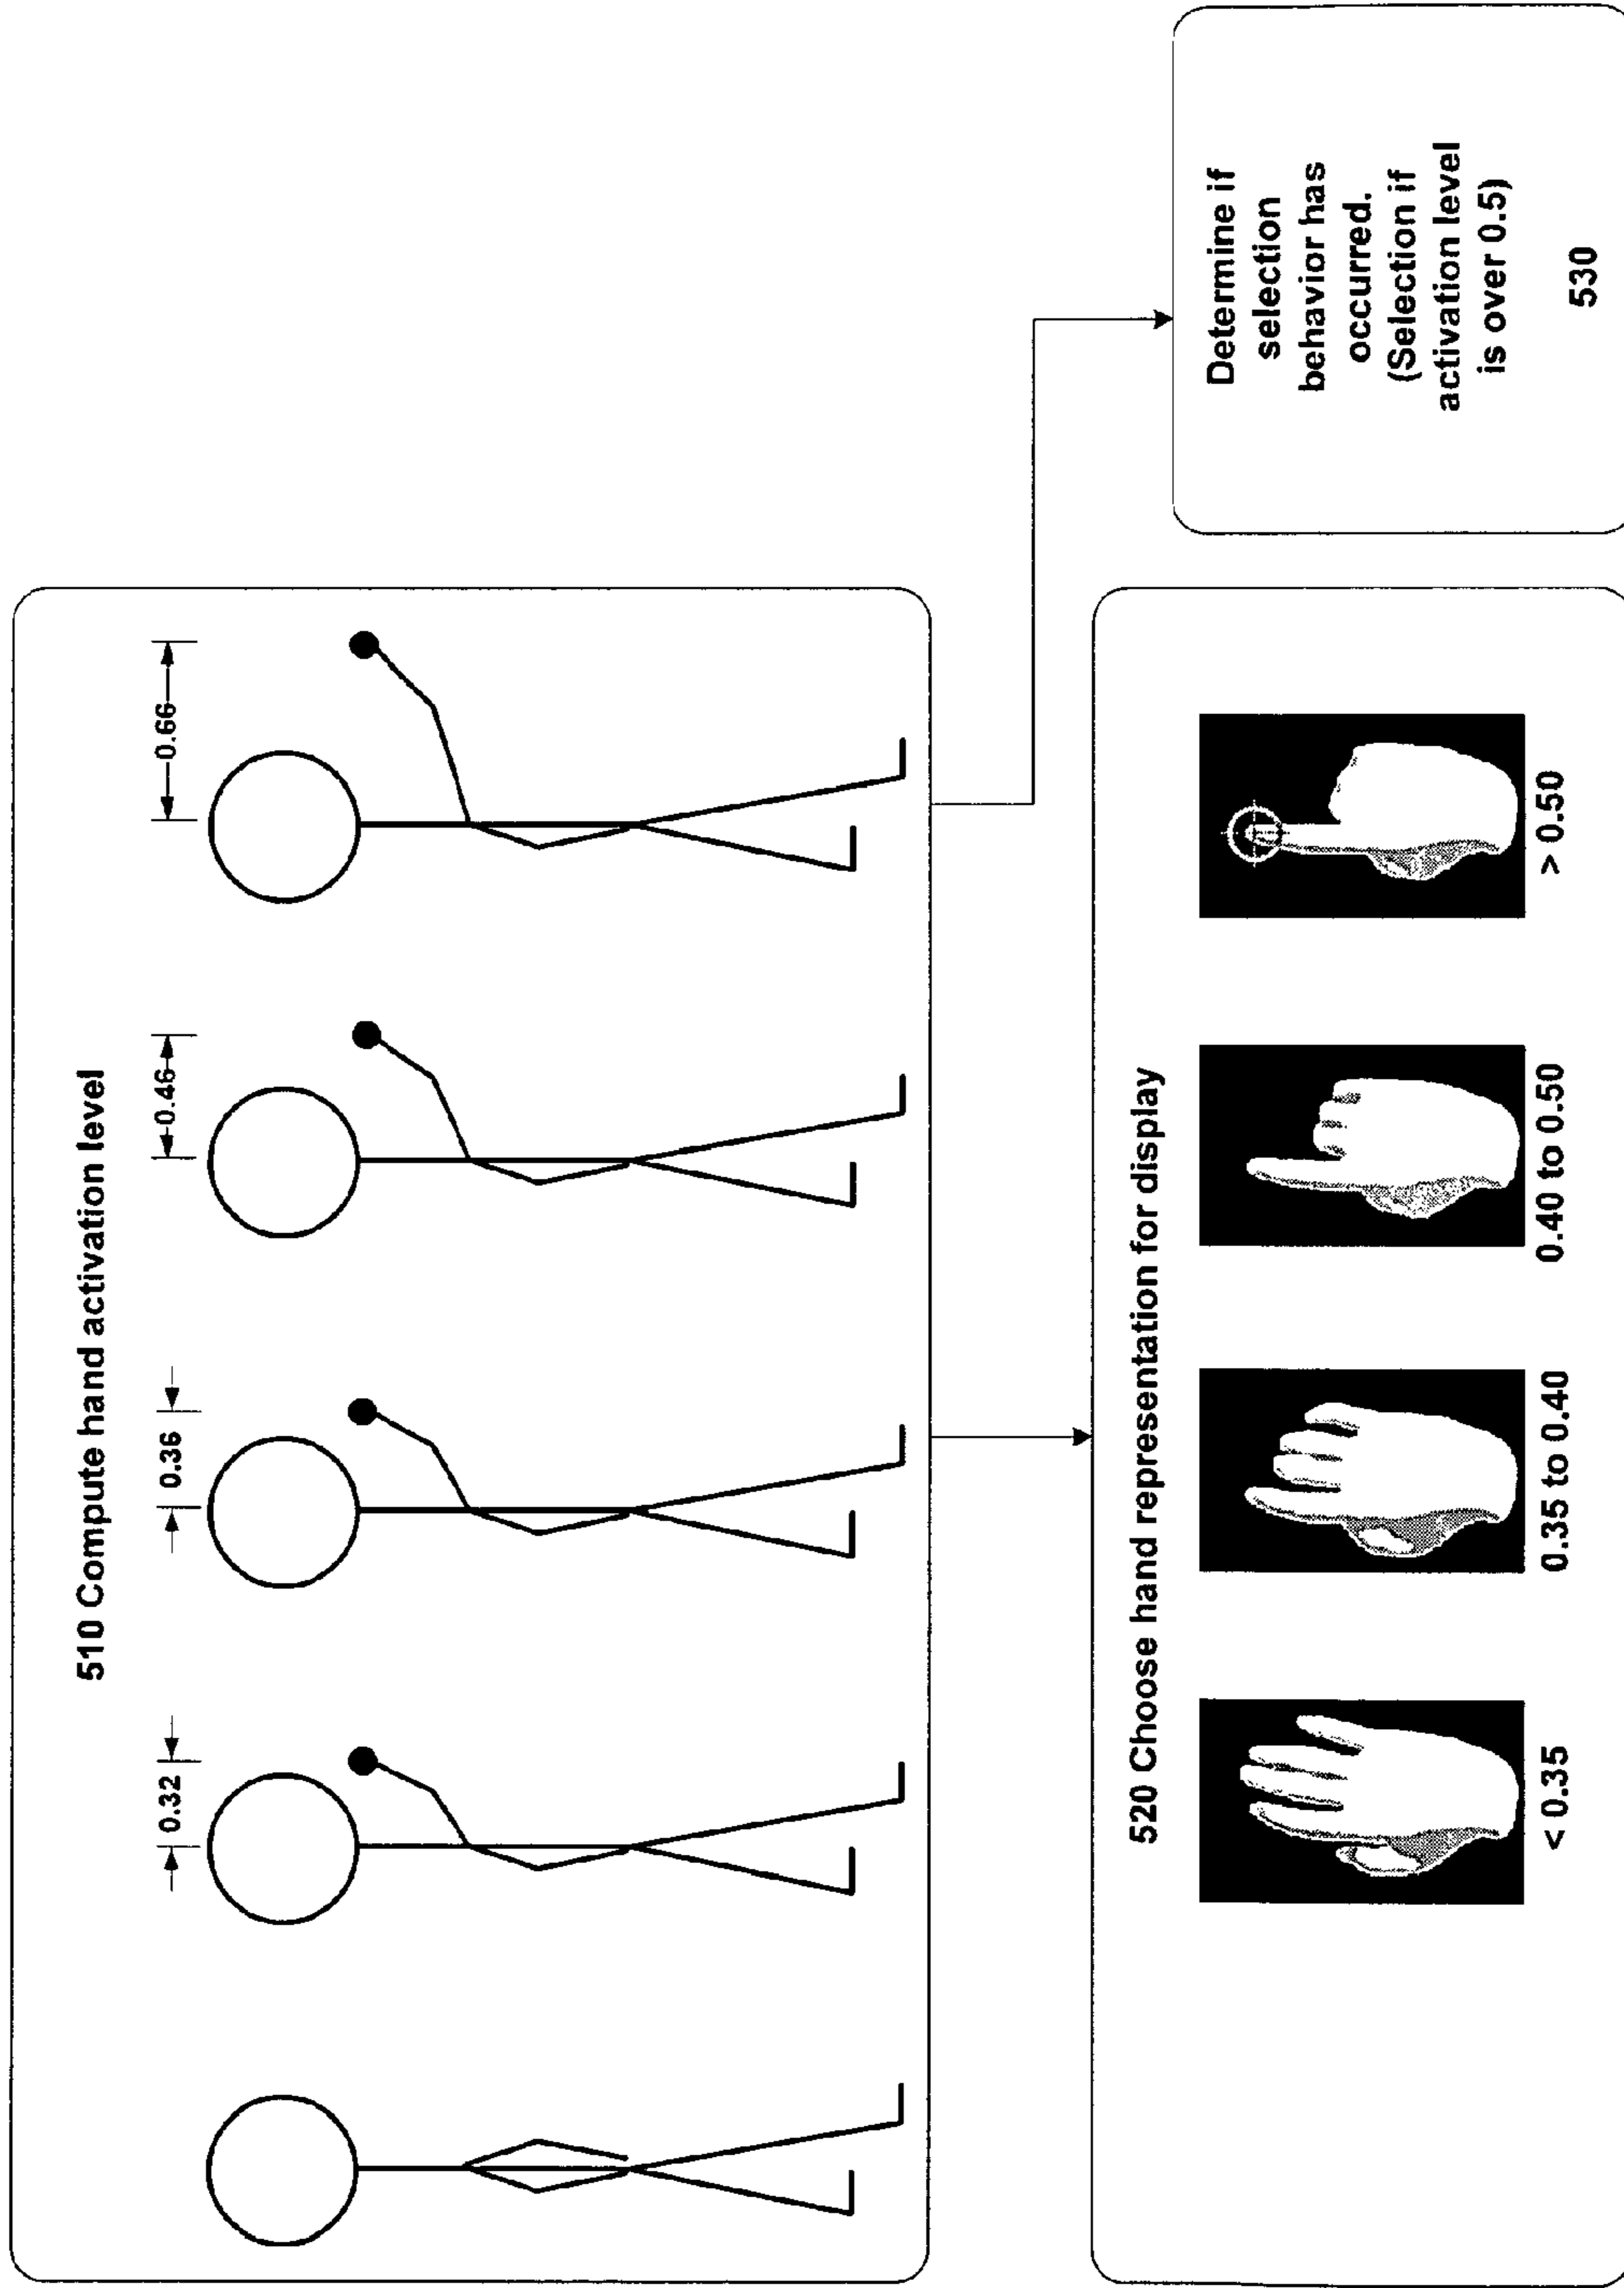 510 Compute hand activation level
0.32
0.36
0.46
0.66
520 Choose hand representation for display
< 0.35
0.35 to 0.40
0.40 to 0.50
> 0.50
Determine if
selection
behavior has
occurred.
(Selection if
activation level
is over 0.5)
530